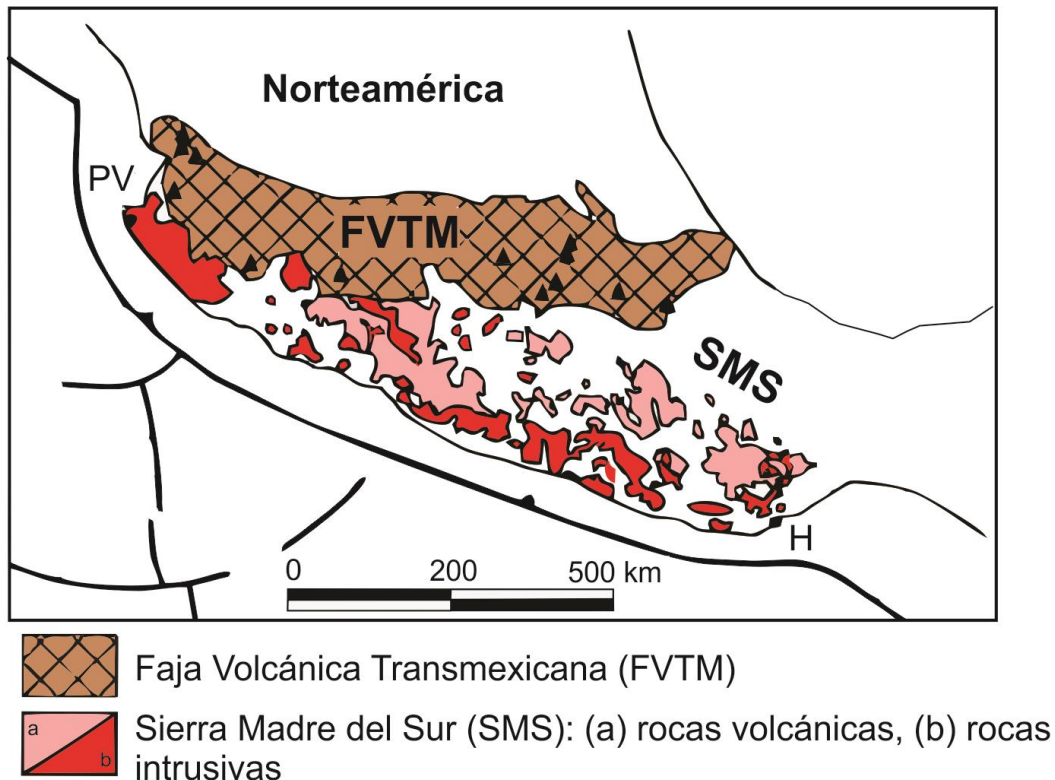 Norteamérica
PV
FVTM
SMS
H
0 200 500 km
Faja Volcánica Transmexicana (FVTM)
a
b
Sierra Madre del Sur (SMS): (a) rocas volcánicas, (b) rocas
intrusivas